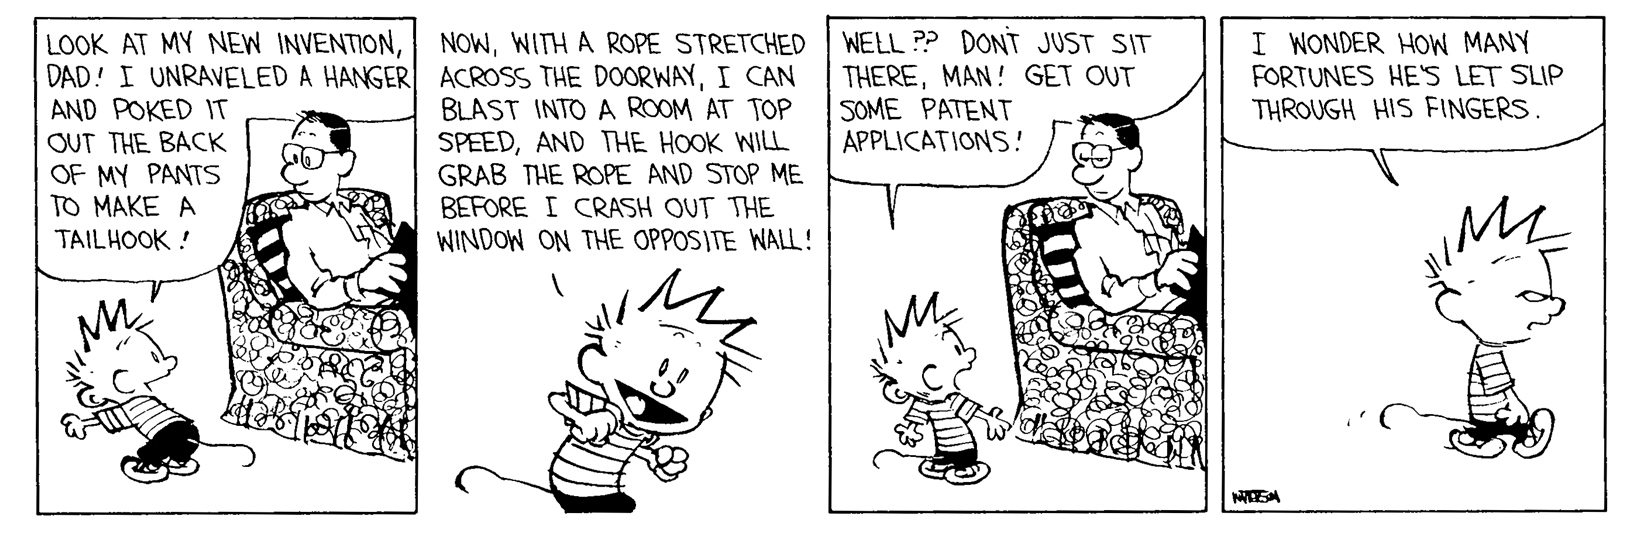 LOOK AT MY NEW INVENTION,
DAD! I UNRAVELED A HANGER
AND POKED IT
OUT THE BACK
OF MY PANTS
TO MAKE A
TAILHOOK!
NOW, WITH A ROPE STRETCHED
ACROSS THE DOORWAY, I CAN
BLAST INTO A ROOM AT TOP
SPEED, AND THE HOOK WILL
GRAB THE ROPE AND STOP ME
BEFORE I CRASH OUT THE
WINDOW ON THE OPPOSITE WALL!
WELL?? DON'T JUST SIT
THERE, MAN! GET OUT
SOME PATENT
APPLICATIONS!
I WONDER HOW MANY
FORTUNES HE'S LET SLIP
THROUGH HIS FINGERS.
WATTERSON